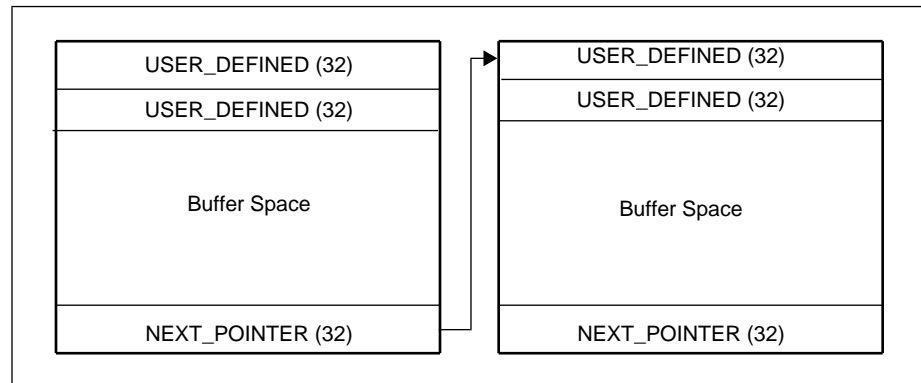 USER_DEFINED (32)
USER_DEFINED (32)
Buffer Space
NEXT_POINTER (32)
USER_DEFINED (32)
USER_DEFINED (32)
Buffer Space
NEXT_POINTER (32)